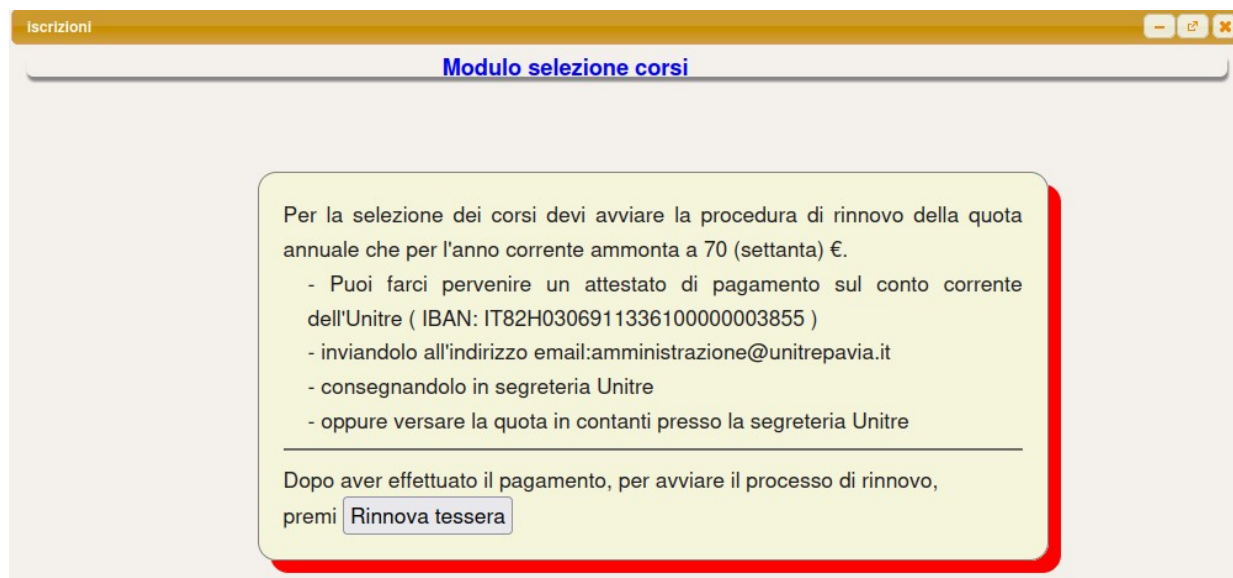 iscrizioni
Modulo selezione corsi
Per la selezione dei corsi devi avviare la procedura di rinnovo della quota
annuale che per l'anno corrente ammonta a 70 (settanta) €.
- Puoi farci pervenire un attestato di pagamento sul conto corrente
dell'Unitre ( IBAN: IT82H0306911336100000003855 )
- inviandolo all'indirizzo email:amministrazione@unitrepavia.it
- consegnandolo in segreteria Unitre
- oppure versare la quota in contanti presso la segreteria Unitre
Dopo aver effettuato il pagamento, per avviare il processo di rinnovo,
premi Rinnova tessera